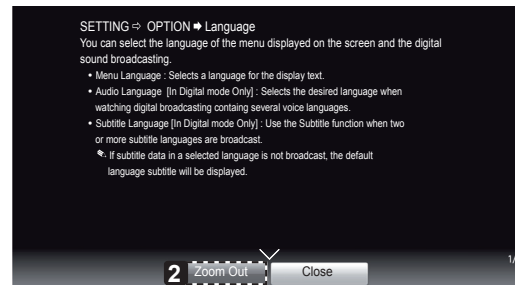 SETTING ⇨ OPTION ➡ Language
You can select the language of the menu displayed on the screen and the digital
sound broadcasting.
• Menu Language : Selects a language for the display text.
• Audio Language [In Digital mode Only] : Selects the desired language when
watching digital broadcasting containg several voice languages.
• Subtitle Language [In Digital mode Only] : Use the Subtitle function when two
or more subtitle languages are broadcast.
If subtitle data in a selected language is not broadcast, the default
language subtitle will be displayed.
1/
2 Zoom Out Close